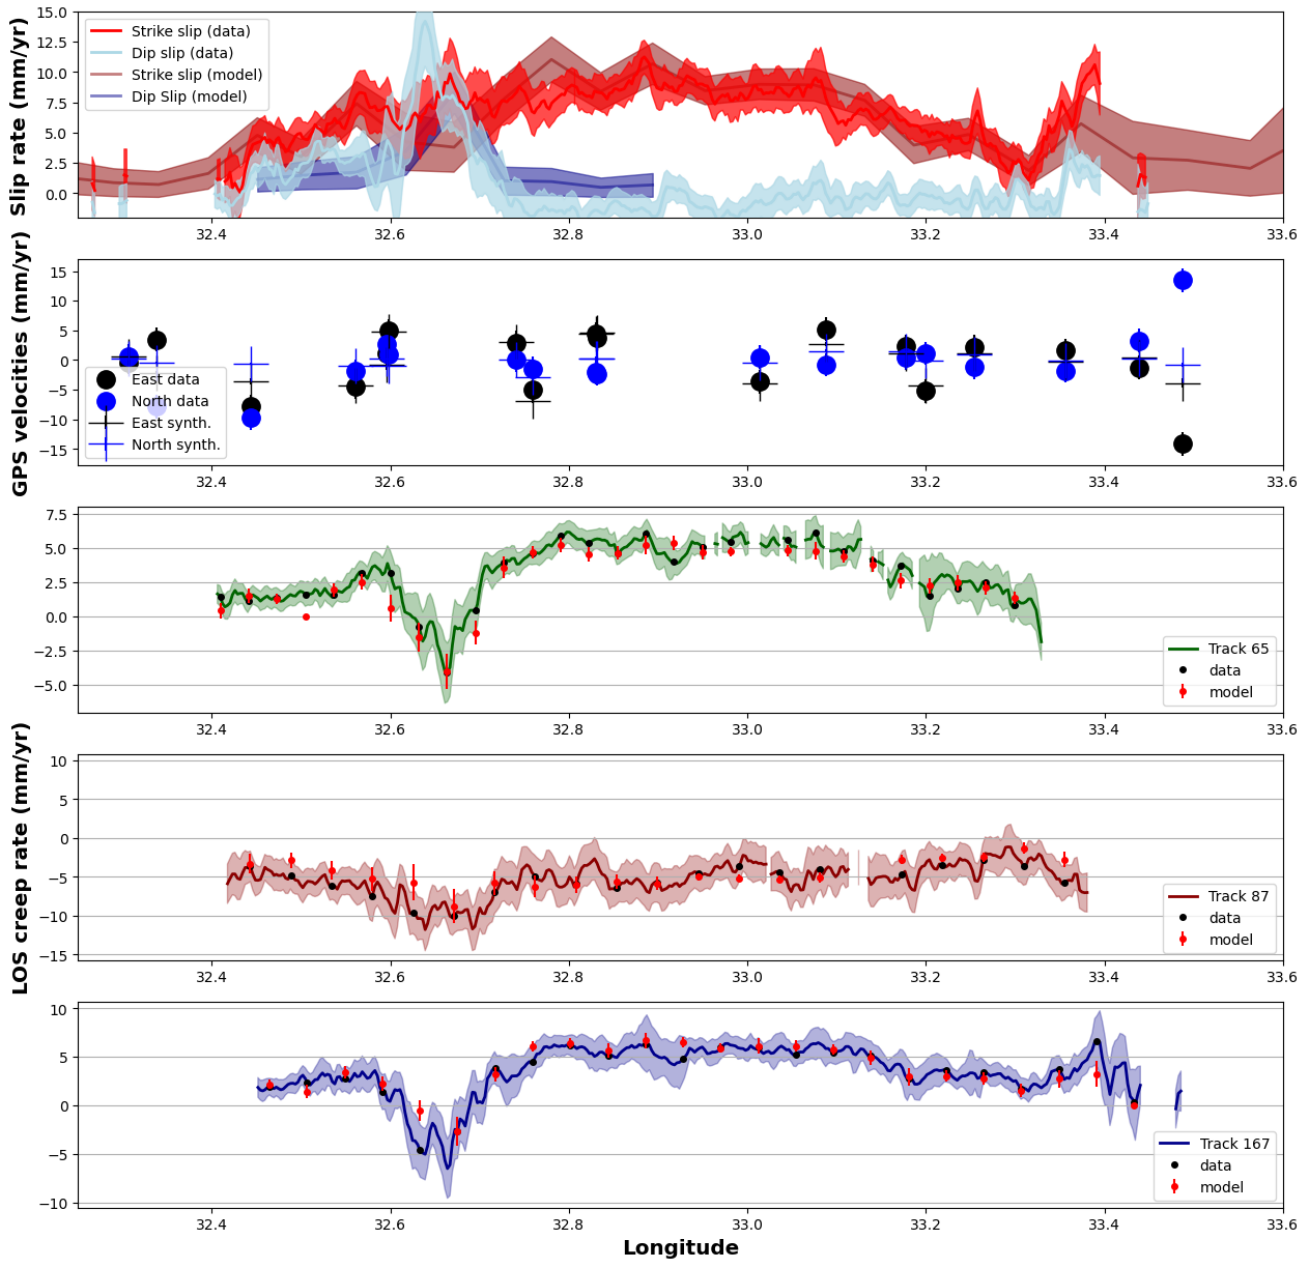 15.0
12.5
10.0
7.5
5.0
2.5
0.0
Slip rate (mm/yr)
Strike slip (data)
Dip slip (data)
Strike slip (model)
Dip Slip (model)
32.4 32.6 32.8 33.0 33.2 33.4 33.6
15
10
5
0
−5
−10
−15
GPS velocities (mm/yr)
East data
North data
East synth.
North synth.
32.4 32.6 32.8 33.0 33.2 33.4 33.6
7.5
5.0
2.5
0.0
−2.5
−5.0
Track 65
data
model
32.4 32.6 32.8 33.0 33.2 33.4 33.6
LOS creep rate (mm/yr)
10
5
0
−5
−10
−15
Track 87
data
model
32.4 32.6 32.8 33.0 33.2 33.4 33.6
10
5
0
−5
−10
Track 167
data
model
32.4 32.6 32.8 33.0 33.2 33.4 33.6
Longitude